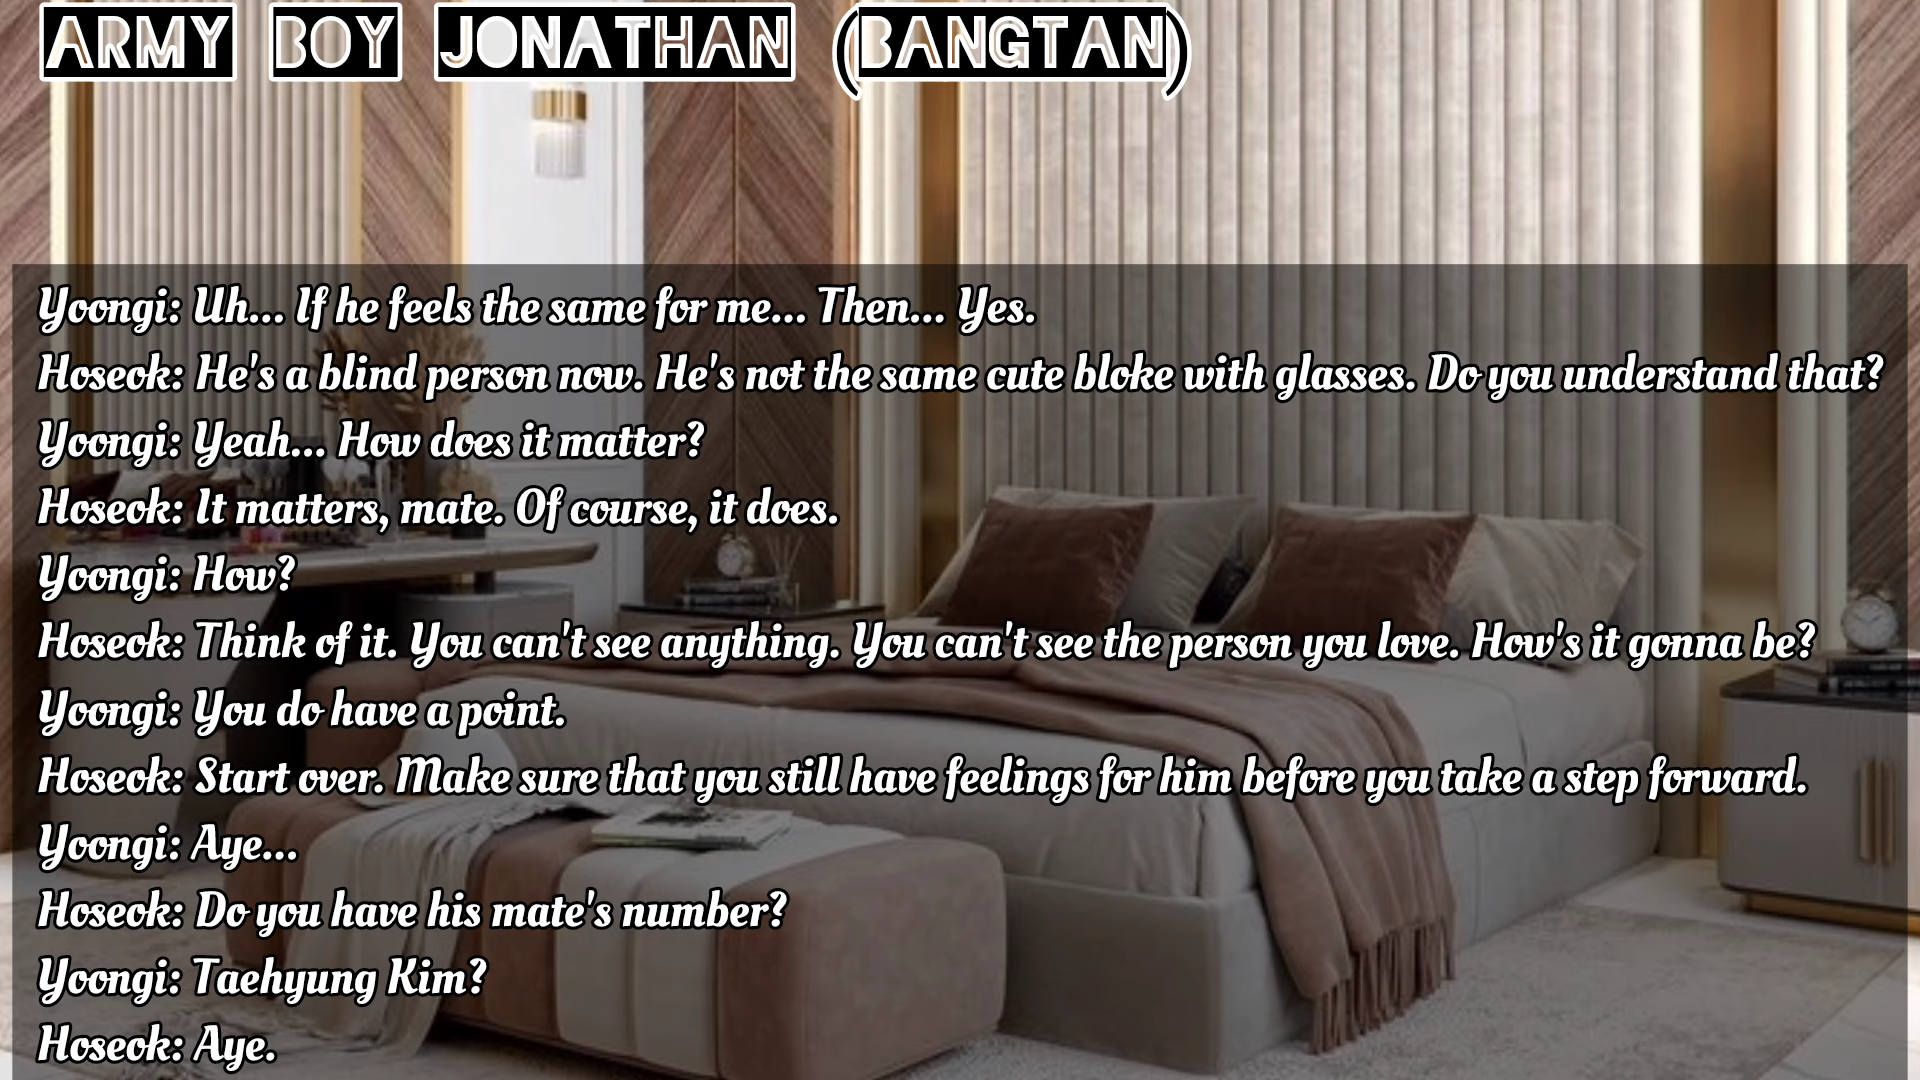 ARMY BOY JONATHAN (BANGTAN)
Yoongi: Uh... If he feels the same for me... Then... Yes.
Hoseok: He's a blind person now. He's not the same cute bloke with glasses. Do you understand that?
Yoongi: Yeah... How does it matter?
Hoseok: It matters, mate. Of course, it does.
Yoongi: How?
Hoseok: Think of it. You can't see anything. You can't see the person you love. How's it gonna be?
Yoongi: You do have a point.
Hoseok: Start over. Make sure that you still have feelings for him before you take a step forward.
Yoongi: Aye...
Hoseok: Do you have his mate's number?
Yoongi: Taehyung Kim?
Hoseok: Aye.